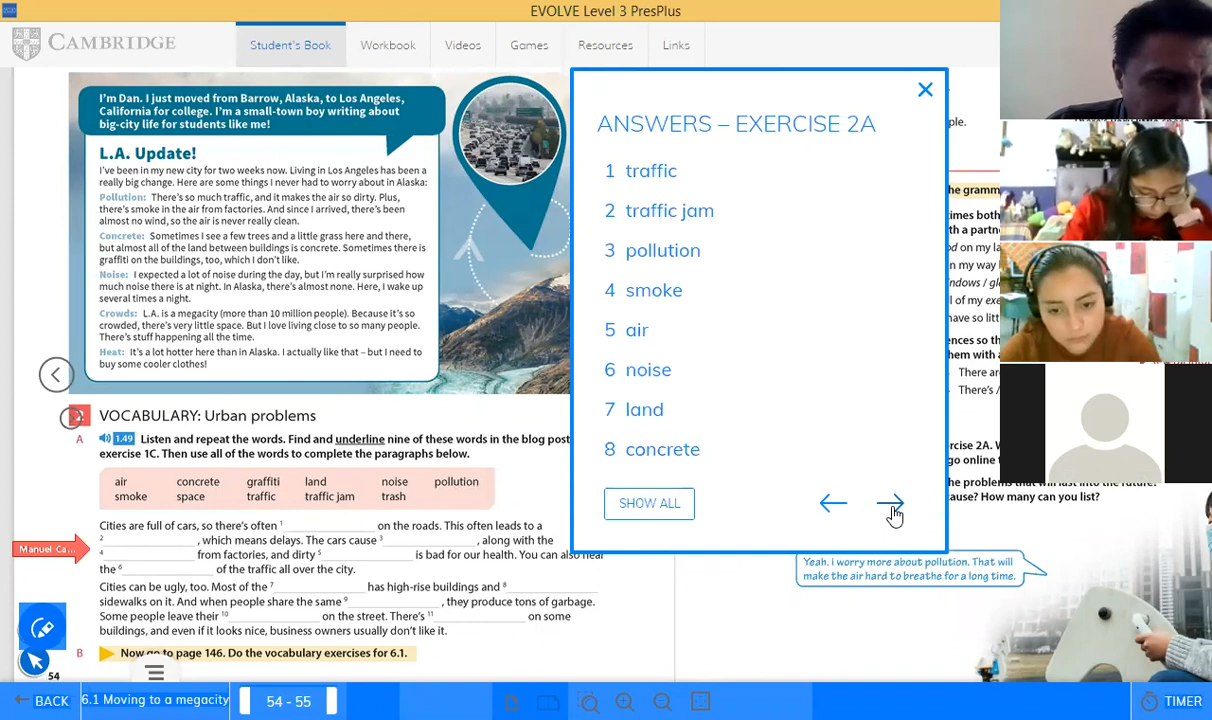 EVOLVE Level 3 PresPlus
CAMBRIDGE
Student's Book
Workbook
Videos
Games
Resources
Links
I'm Dan. I just moved from Barrow, Alaska, to Los Angeles,
California for college. I'm a small-town boy writing about
big-city life for students like me!
L.A. Update!
I've been in my new city for two weeks now. Living in Los Angeles has been a
really big change. Here are some things I never had to worry about in Alaska:
Pollution: There's so much traffic, and it makes the air so dirty. Plus,
there's smoke in the air from factories. And since I arrived, there's been
almost no wind, so the air is never really clean.
Concrete: Sometimes I see a few trees and a little grass here and there,
but almost all of the land between buildings is concrete. Sometimes there is
graffiti on the buildings, too, which I don't like.
Noise: I expected a lot of noise during the day, but I'm really surprised how
much noise there is at night. In Alaska, there's almost none. Here, I wake up
several times a night.
Crowds: L.A. is a megacity (more than 10 million people). Because it's so
crowded, there's very little space. But I love living close to so many people.
There's stuff happening all the time.
Heat: It's a lot hotter here than in Alaska. I actually like that – but I need to
buy some cooler clothes!
VOCABULARY: Urban problems
A 1.49 Listen and repeat the words. Find and underline nine of these words in the blog post
exercise 1C. Then use all of the words to complete the paragraphs below.
air concrete graffiti land noise pollution
smoke space traffic traffic jam trash
Cities are full of cars, so there's often 1 on the roads. This often leads to a
2 , which means delays. The cars cause 3 , along with the
4 from factories, and dirty 5 is bad for our health. You can also hear
the 6 of the traffic all over the city.
Cities can be ugly, too. Most of the 7 has high-rise buildings and 8
sidewalks on it. And when people share the same 9 , they produce tons of garbage.
Some people leave their 10 on the street. There's 11 on some
buildings, and even if it looks nice, business owners usually don't like it.
B Now go to page 146. Do the vocabulary exercises for 6.1.
54
Manuel Ca...
ANSWERS – EXERCISE 2A
1 traffic
2 traffic jam
3 pollution
4 smoke
5 air
6 noise
7 land
8 concrete
SHOW ALL
ple.
he gramm
times both
with a partn
on my la
n my way
indows / gl
l of my exe
have so lit
ences so th
hem with a
There are
There's /
rcise 2A. W
go online t
he problems that will last into the future?
ause? How many can you list?
Yeah. I worry more about pollution. That will
make the air hard to breathe for a long time.
BACK
6.1 Moving to a megacity
54 - 55
TIMER